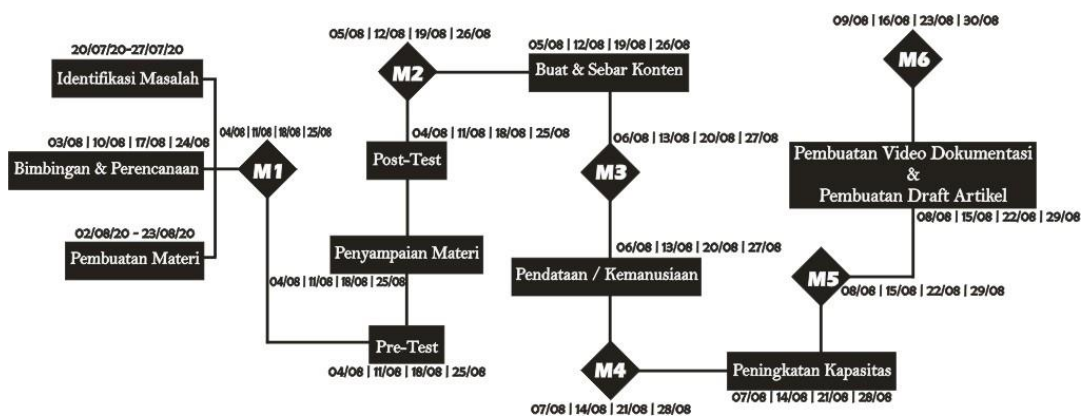 20/07/20-27/07/20
Identifikasi Masalah
03/08 | 10/08 | 17/08 | 24/08
Bimbingan & Perencanaan
02/08/20 - 23/08/20
Pembuatan Materi
04/08 | 11/08 | 18/08 | 25/08
M1
04/08 | 11/08 | 18/08 | 25/08
Pre-Test
04/08 | 11/08 | 18/08 | 25/08
Penyampaian Materi
04/08 | 11/08 | 18/08 | 25/08
Post-Test
05/08 | 12/08 | 19/08 | 26/08
M2
05/08 | 12/08 | 19/08 | 26/08
Buat & Sebar Konten
06/08 | 13/08 | 20/08 | 27/08
M3
06/08 | 13/08 | 20/08 | 27/08
Pendataan / Kemanusiaan
M4
07/08 | 14/08 | 21/08 | 28/08
Peningkatan Kapasitas
07/08 | 14/08 | 21/08 | 28/08
M5
08/08 | 15/08 | 22/08 | 29/08
Pembuatan Video Dokumentasi
&
Pembuatan Draft Artikel
08/08 | 15/08 | 22/08 | 29/08
09/08 | 16/08 | 23/08 | 30/08
M6